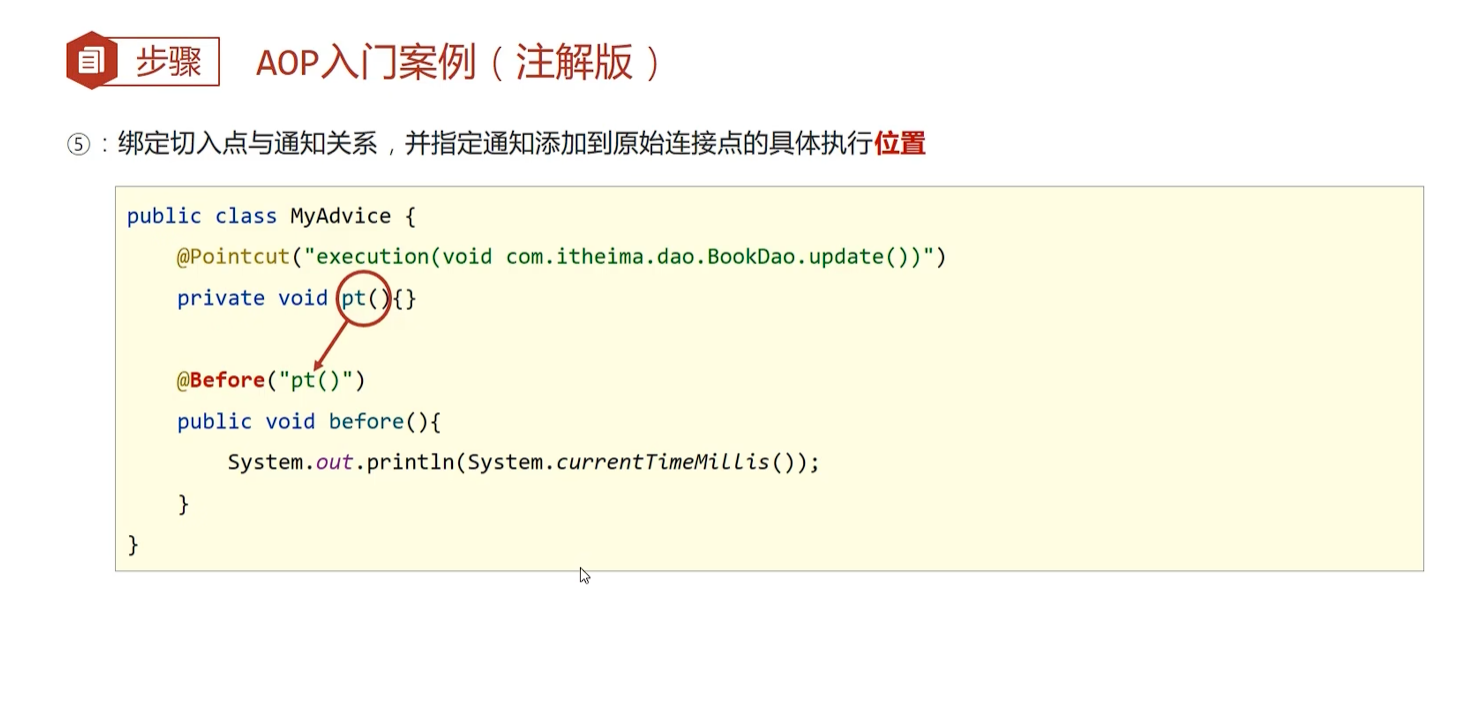 步骤 AOP入门案例（注解版）
⑤：绑定切入点与通知关系，并指定通知添加到原始连接点的具体执行位置
public class MyAdvice {
    @Pointcut("execution(void com.itheima.dao.BookDao.update())")
    private void pt(){}
    @Before("pt()")
    public void before(){
        System.out.println(System.currentTimeMillis());
    }
}